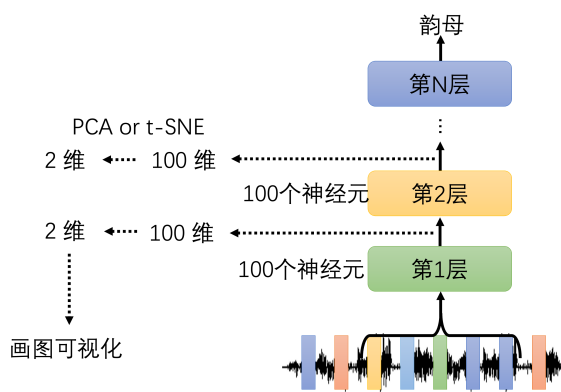 韵母
第N层
PCA or t-SNE
2 维
100 维
100个神经元
第2层
2 维
100 维
100个神经元
第1层
画图可视化